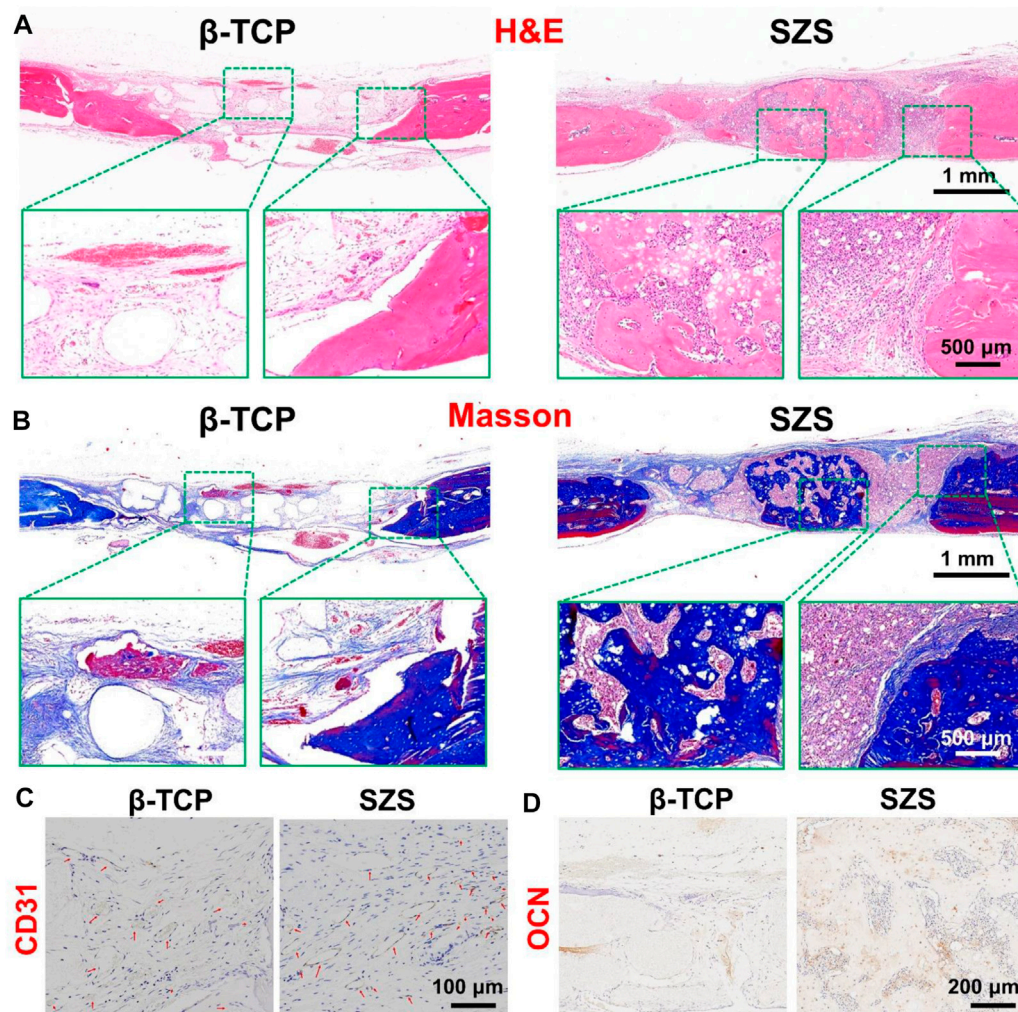 A
β-TCP H&E SZS
1 mm
500 µm
B
β-TCP Masson SZS
1 mm
500 µm
C β-TCP SZS D β-TCP SZS
CD31
OCN
100 µm 200 µm